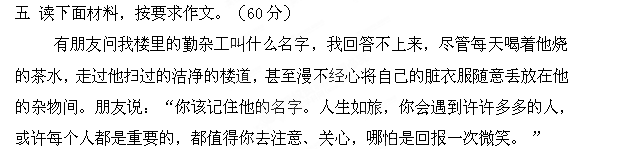 五 读下面材料，按要求作文。（60分）
有朋友问我楼里的勤杂工叫什么名字，我回答不上来，尽管每天喝着他烧
的茶水，走过他扫过的洁净的楼道，甚至漫不经心将自己的脏衣服随意丢放在他
的杂物间。朋友说：“你该记住他的名字。人生如旅，你会遇到许许多多的人，
或许每个人都是重要的，都值得你去注意、关心，哪怕是回报一次微笑。”